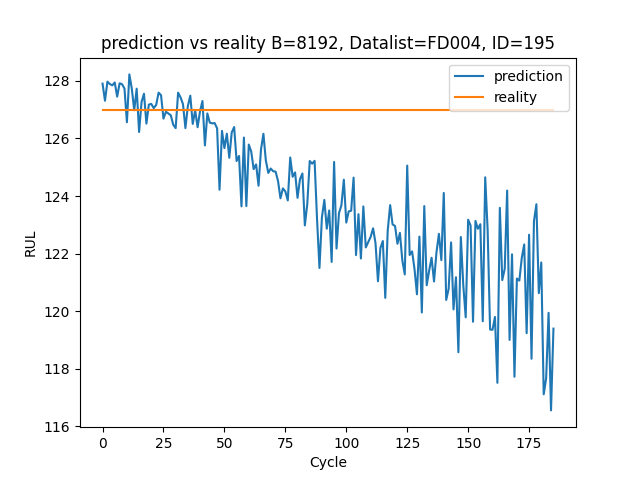 prediction vs reality B=8192, Datalist=FD004, ID=195
prediction
reality
RUL
128
126
124
122
120
118
116
0 25 50 75 100 125 150 175
Cycle